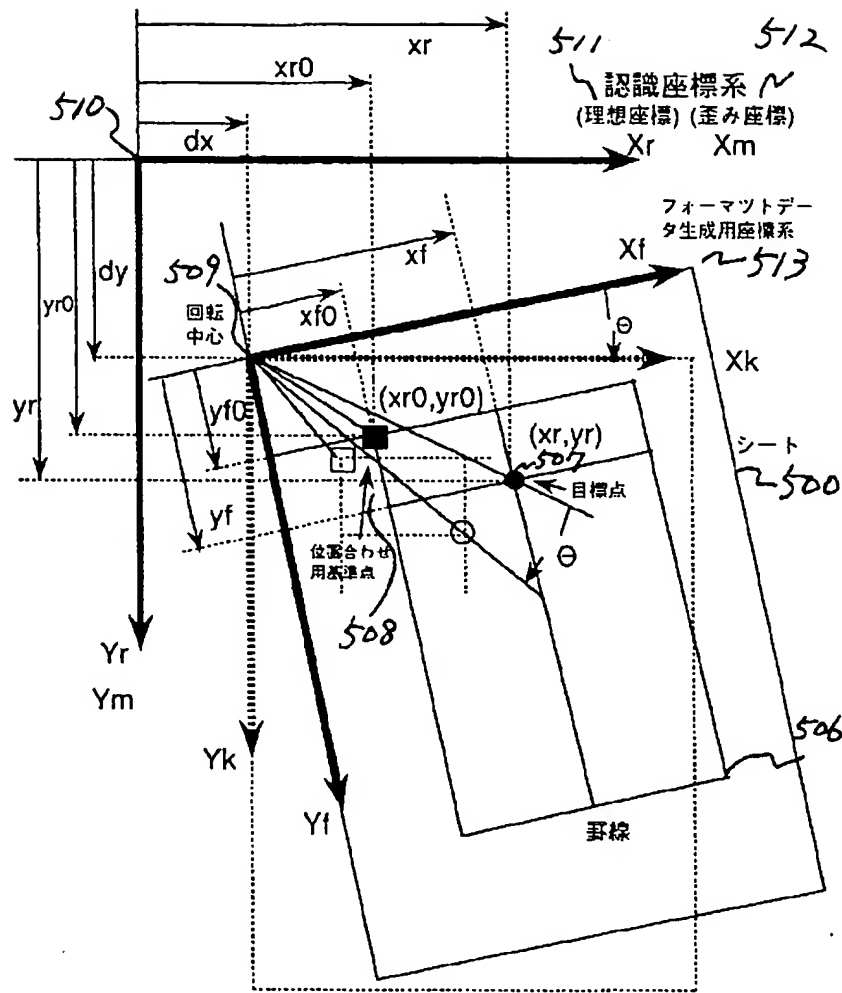 xr
511
512
xr0
認識座標系
510
(理想座標) (歪み座標)
dx
Xr
Xm
フォーマツトデー
タ生成用座標系
Xf
513
xf
dy
509
yr0
回転
中心
xf0
Θ
Xk
yf0
(xr0,yr0)
yr
(xr,yr)
シート
507
500
目標点
yf
位置合わせ
用基準点
Θ
508
Yr
Ym
506
Yk
Yf
罫線